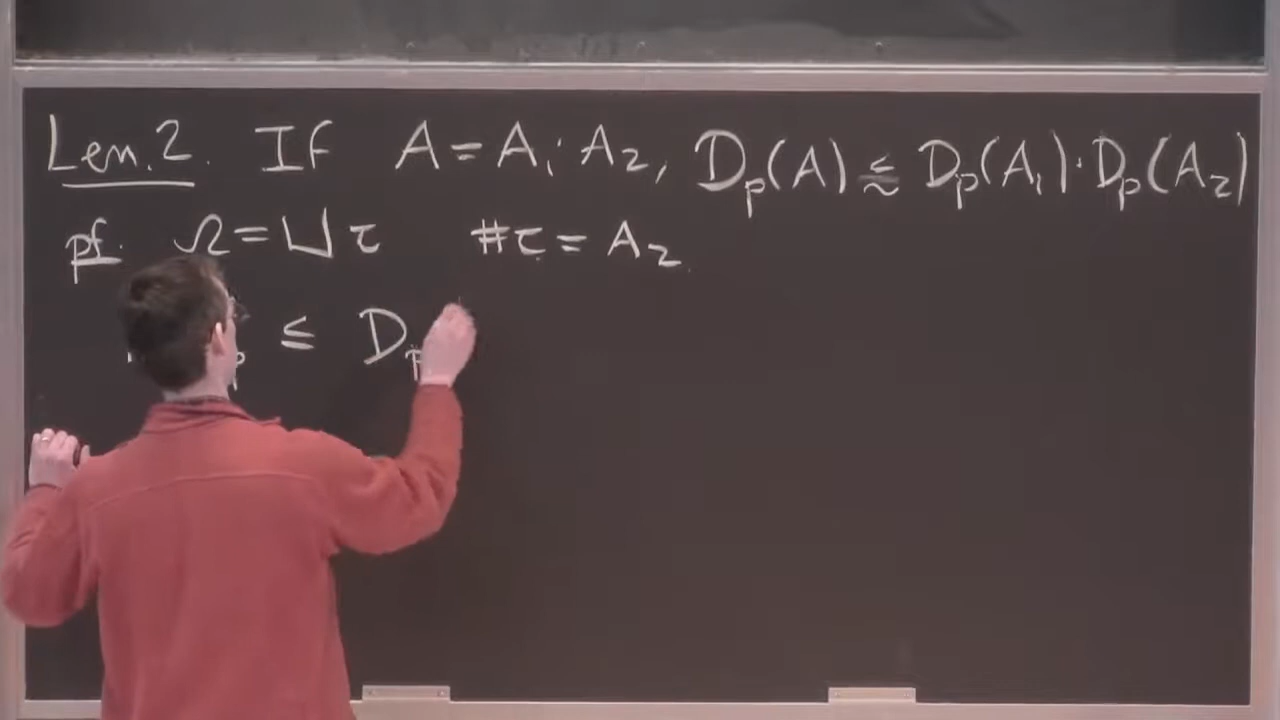 Lem. 2. If A = A₁·A₂, Dₚ(A) ≲ Dₚ(A₁)·Dₚ(A₂)
pf. Ω = ⊔ τ #τ = A₂.
ₚ ≤ Dₚ